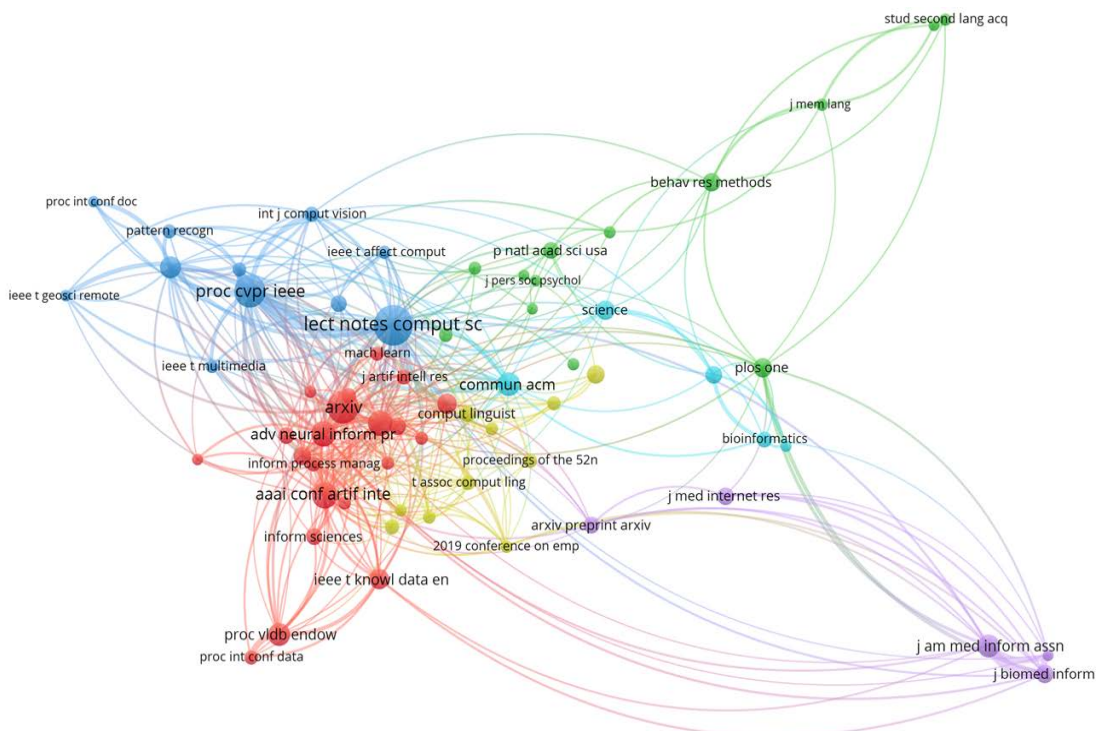 stud second lang acq
j mem lang
behav res methods
proc int conf doc
int j comput vision
pattern recogn
ieee t affect comput
p natl acad sci usa
j pers soc psychol
proc cvpr ieee
ieee t geosci remote
science
lect notes comput sc
mach learn
ieee t multimedia
plos one
j artif intell res
commun acm
arxiv
comput linguist
adv neural inform pr
bioinformatics
inform process manag
proceedings of the 52n
t assoc comput ling
aaai conf artif inte
j med internet res
arxiv preprint arxiv
inform sciences
2019 conference on emp
ieee t knowl data en
proc vldb endow
j am med inform assn
proc int conf data
j biomed inform